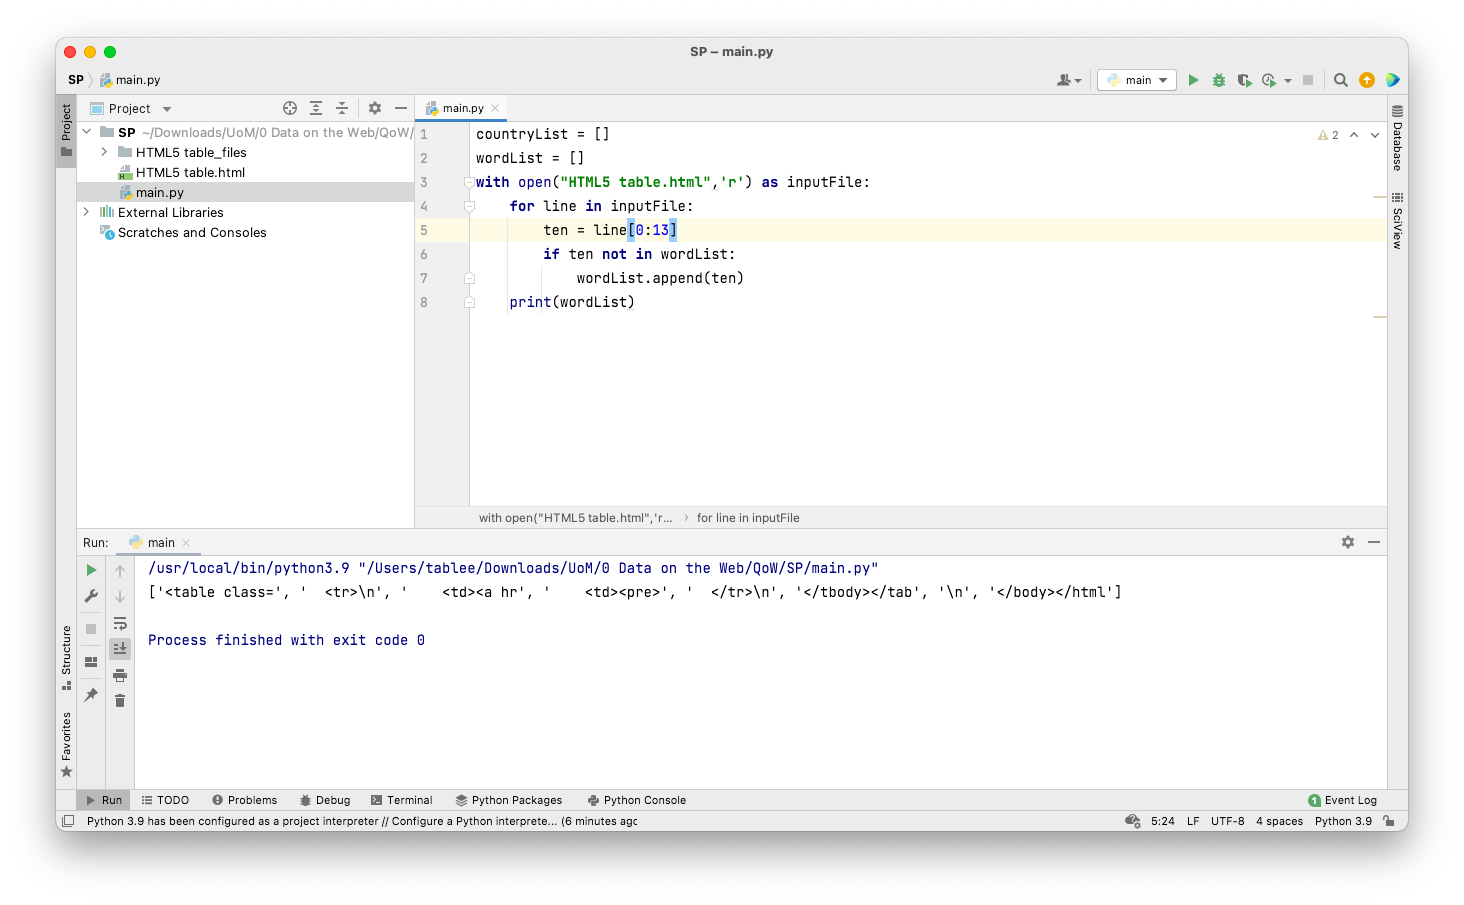 SP – main.py
SP main.py
main
Project
main.py
Project
SP ~/Downloads/UoM/0 Data on the Web/QoW/
HTML5 table_files
HTML5 table.html
main.py
External Libraries
Scratches and Consoles
1 countryList = []
2 wordList = []
3 with open("HTML5 table.html",'r') as inputFile:
4 for line in inputFile:
5 ten = line[0:13]
6 if ten not in wordList:
7 wordList.append(ten)
8 print(wordList)
2
Database
SciView
with open("HTML5 table.html",'r... › for line in inputFile
Run: main
/usr/local/bin/python3.9 "/Users/tablee/Downloads/UoM/0 Data on the Web/QoW/SP/main.py"
['<table class=', '  <tr>\n', '    <td><a hr', '    <td><pre>', '  </tr>\n', '</tbody></tab', '\n', '</body></html']
Process finished with exit code 0
Structure
Favorites
Run TODO Problems Debug Terminal Python Packages Python Console 1 Event Log
Python 3.9 has been configured as a project interpreter // Configure a Python interprete... (6 minutes agc 5:24 LF UTF-8 4 spaces Python 3.9